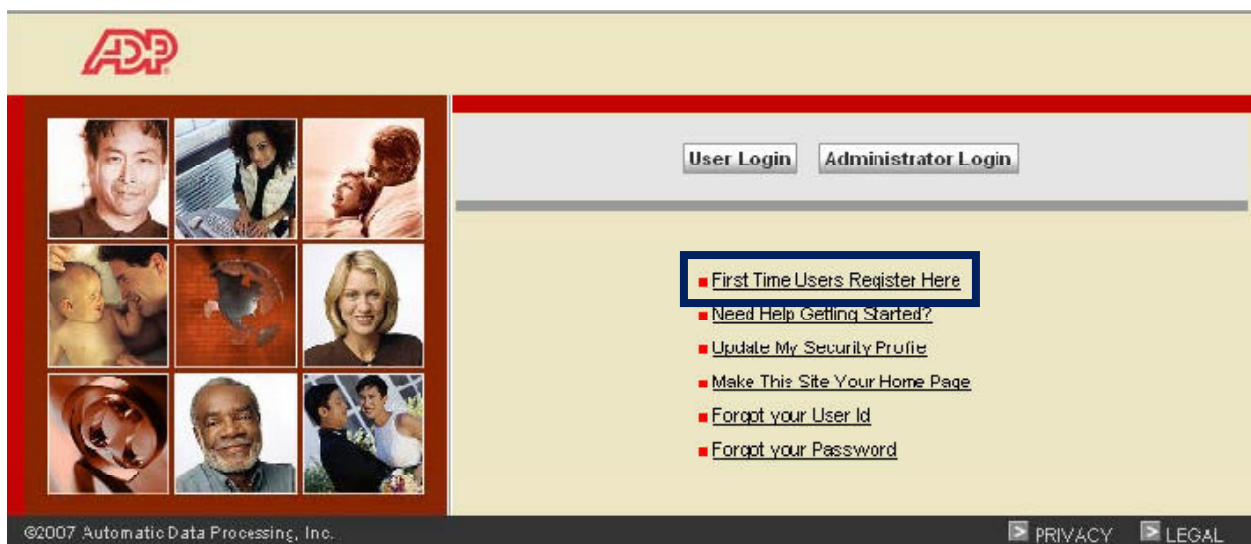 ADP
User Login Administrator Login
First Time Users Register Here
Need Help Getting Started?
Update My Security Profile
Make This Site Your Home Page
Forgot your User Id
Forgot your Password
©2007 Automatic Data Processing, Inc. PRIVACY LEGAL